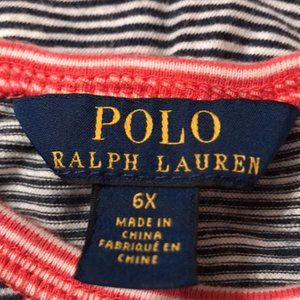 POLO
RALPH LAUREN
6X
MADE IN
CHINA
FABRIQUÉ EN
CHINE